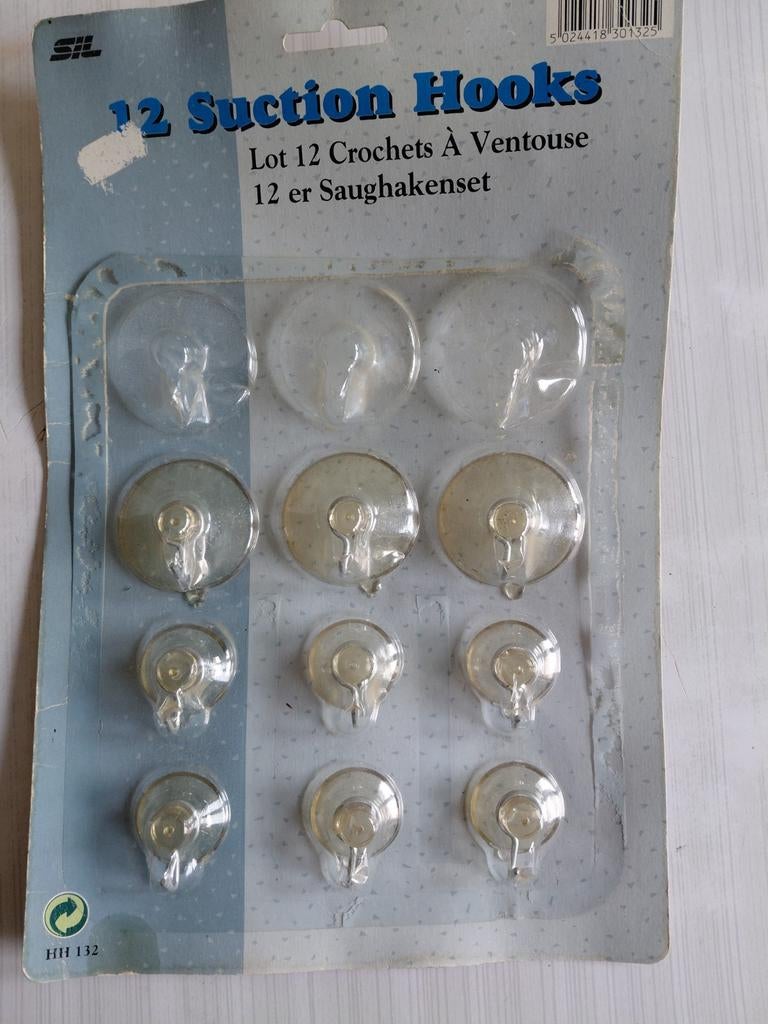 SIL
5 024418 301325
12 Suction Hooks
Lot 12 Crochets À Ventouse
12 er Saughakenset
HH 132